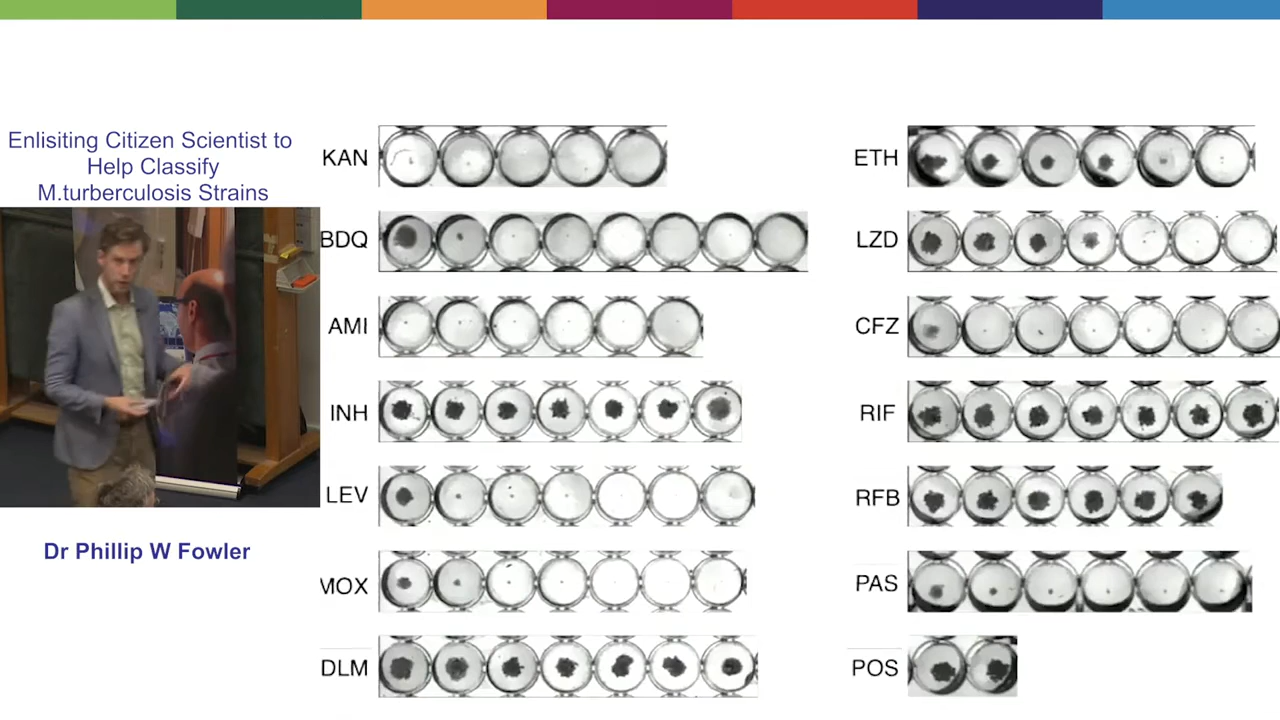 Enlisiting Citizen Scientist to
Help Classify
M.turberculosis Strains
Dr Phillip W Fowler
KAN
BDQ
AMI
INH
LEV
MOX
DLM
ETH
LZD
CFZ
RIF
RFB
PAS
POS